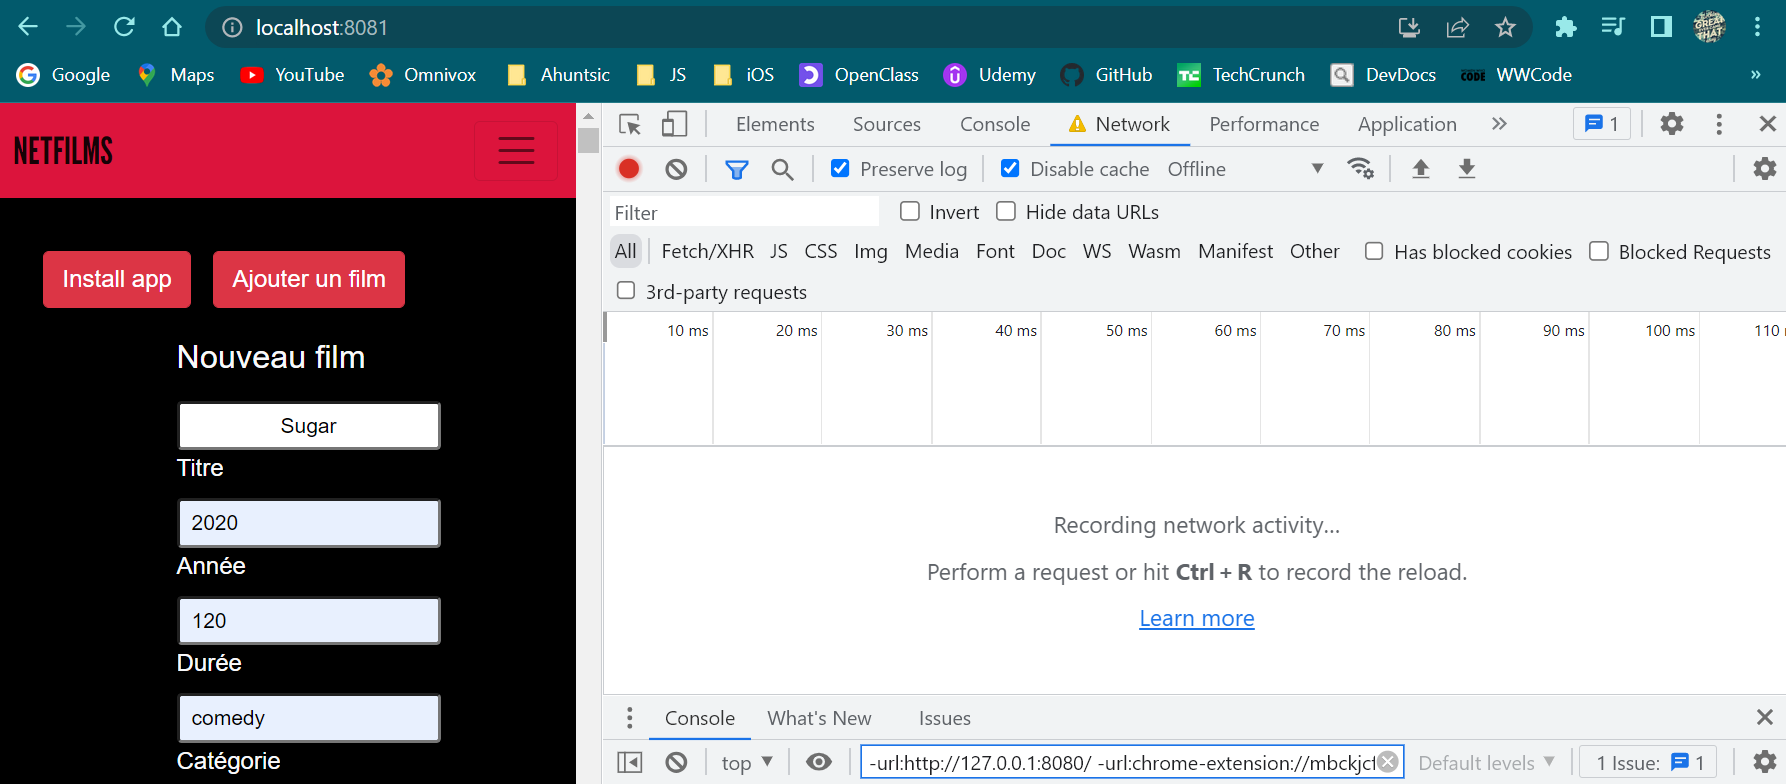 localhost:8081
Google Maps YouTube Omnivox Ahuntsic JS iOS OpenClass Udemy GitHub TechCrunch DevDocs WWCode »
NETFILMS
Install app Ajouter un film
Nouveau film
Sugar
Titre
2020
Année
120
Durée
comedy
Catégorie
Elements Sources Console Network Performance Application » 1
Preserve log Disable cache Offline
Filter Invert Hide data URLs
All Fetch/XHR JS CSS Img Media Font Doc WS Wasm Manifest Other Has blocked cookies Blocked Requests
3rd-party requests
10 ms 20 ms 30 ms 40 ms 50 ms 60 ms 70 ms 80 ms 90 ms 100 ms 110
Recording network activity...
Perform a request or hit Ctrl + R to record the reload.
Learn more
Console What's New Issues
top -url:http://127.0.0.1:8080/ -url:chrome-extension://mbckjcf Default levels 1 Issue: 1